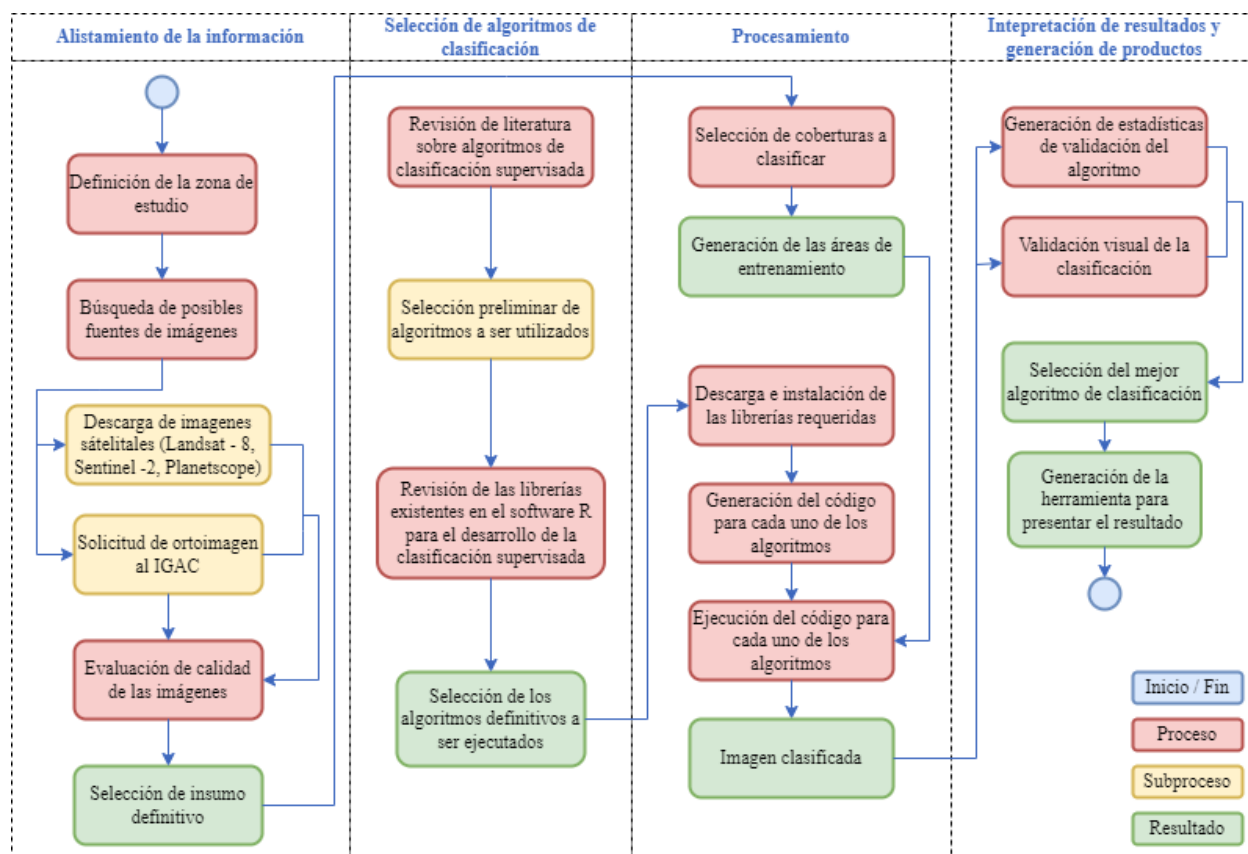 Alistamiento de la información
Selección de algoritmos de
clasificación
Procesamiento
Intepretación de resultados y
generación de productos
Definición de la zona de
estudio
Búsqueda de posibles
fuentes de imágenes
Descarga de imagenes
sátelitales (Landsat - 8,
Sentinel -2, Planetscope)
Solicitud de ortoimagen
al IGAC
Evaluación de calidad
de las imágenes
Selección de insumo
definitivo
Revisión de literatura
sobre algoritmos de
clasificación supervisada
Selección preliminar de
algoritmos a ser utilizados
Revisión de las librerías
existentes en el software R
para el desarrollo de la
clasificación supervisada
Selección de los
algoritmos definitivos a
ser ejecutados
Selección de coberturas a
clasificar
Generación de las áreas de
entrenamiento
Descarga e instalación de
las librerías requeridas
Generación del código
para cada uno de los
algoritmos
Ejecución del código para
cada uno de los
algoritmos
Imagen clasificada
Generación de estadísticas
de validación del
algoritmo
Validación visual de la
clasificación
Selección del mejor
algoritmo de clasificación
Generación de la
herramienta para
presentar el resultado
Inicio / Fin
Proceso
Subproceso
Resultado